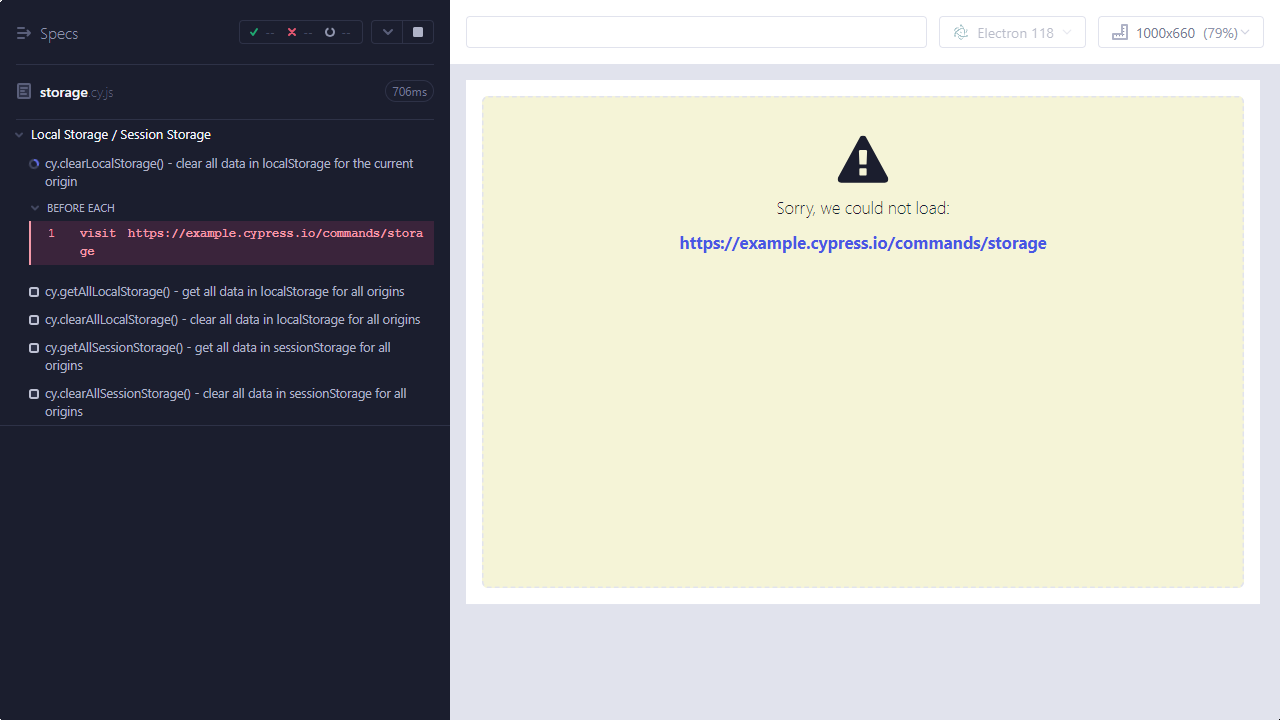 Specs
--
--
--
storage.cy.js
706ms
Local Storage / Session Storage
cy.clearLocalStorage() - clear all data in localStorage for the current
origin
BEFORE EACH
1 visit https://example.cypress.io/commands/stora
ge
cy.getAllLocalStorage() - get all data in localStorage for all origins
cy.clearAllLocalStorage() - clear all data in localStorage for all origins
cy.getAllSessionStorage() - get all data in sessionStorage for all
origins
cy.clearAllSessionStorage() - clear all data in sessionStorage for all
origins
Electron 118
1000x660 (79%)
Sorry, we could not load:
https://example.cypress.io/commands/storage